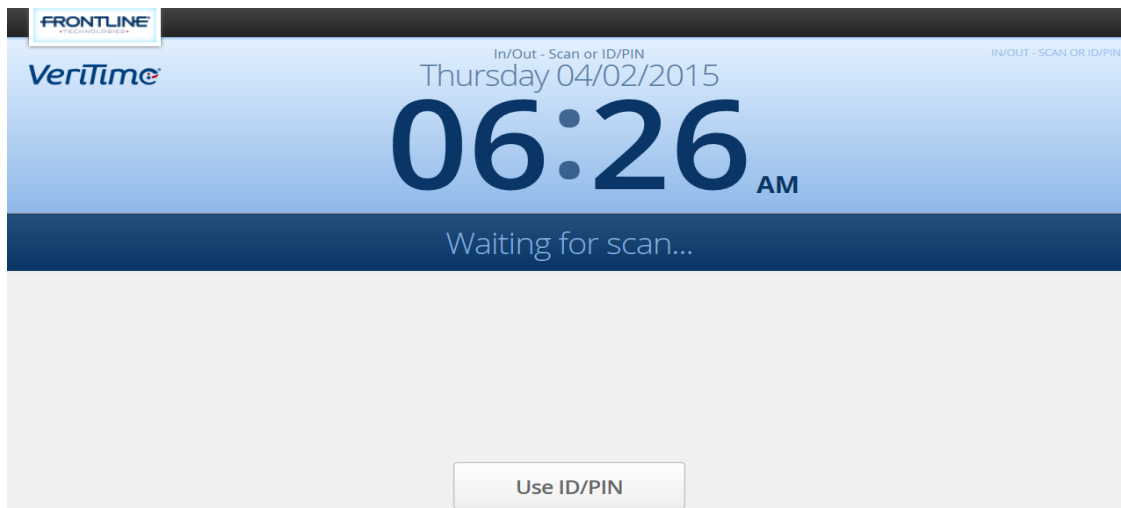 FRONTLINE
•TECHNOLOGIES•
VeriTime
In/Out - Scan or ID/PIN
IN/OUT - SCAN OR ID/PIN
Thursday 04/02/2015
06:26 AM
Waiting for scan...
Use ID/PIN